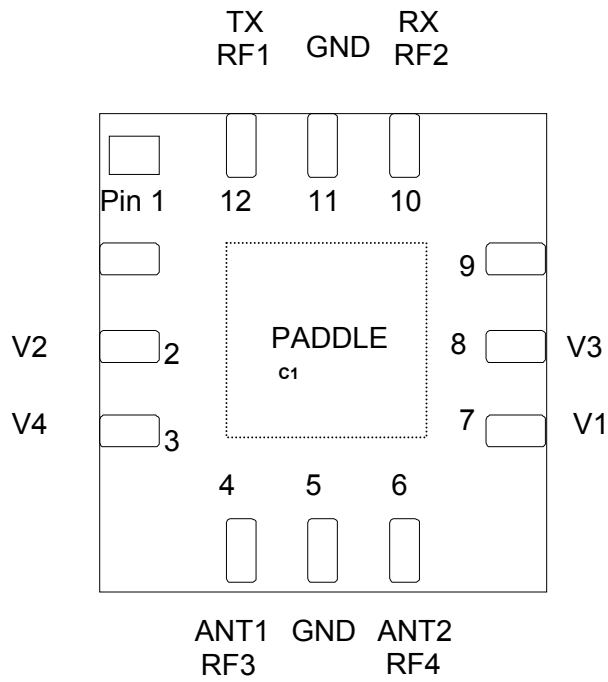 TX
RF1
GND
RX
RF2
Pin 1
12
11
10
9
V2
2
PADDLE
C1
8
V3
V4
3
7
V1
4
5
6
ANT1
RF3
GND
ANT2
RF4